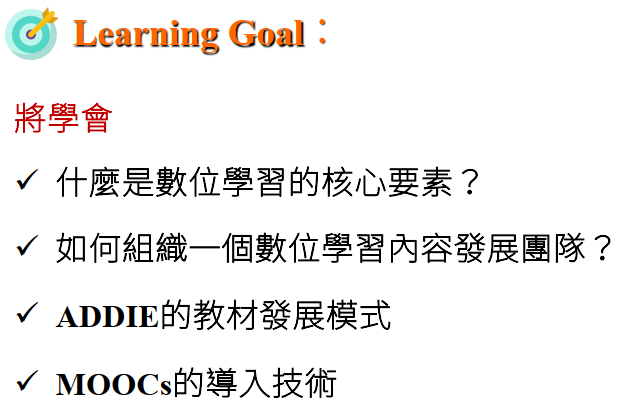 Learning Goal：
將學會
✓ 什麼是數位學習的核心要素？
✓ 如何組織一個數位學習內容發展團隊？
✓ ADDIE的教材發展模式
✓ MOOCs的導入技術